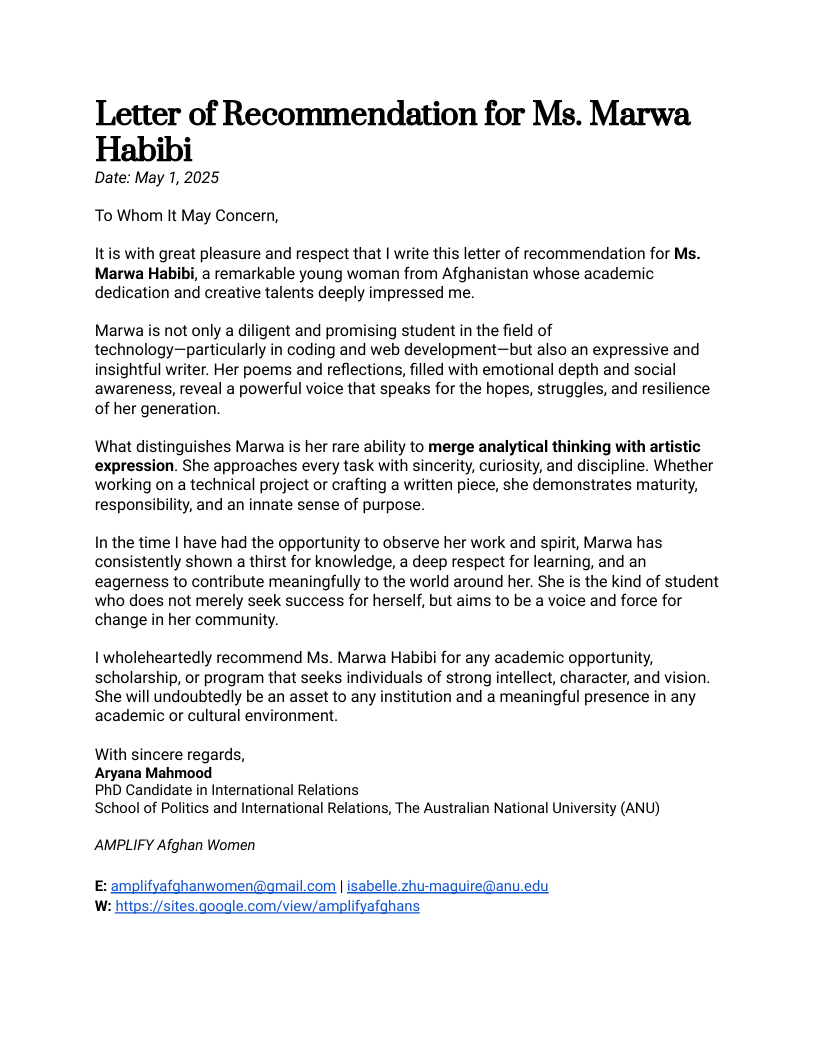 Letter of Recommendation for Ms. Marwa
Habibi
Date: May 1, 2025
To Whom It May Concern,
It is with great pleasure and respect that I write this letter of recommendation for Ms.
Marwa Habibi, a remarkable young woman from Afghanistan whose academic
dedication and creative talents deeply impressed me.
Marwa is not only a diligent and promising student in the field of
technology—particularly in coding and web development—but also an expressive and
insightful writer. Her poems and reflections, filled with emotional depth and social
awareness, reveal a powerful voice that speaks for the hopes, struggles, and resilience
of her generation.
What distinguishes Marwa is her rare ability to merge analytical thinking with artistic
expression. She approaches every task with sincerity, curiosity, and discipline. Whether
working on a technical project or crafting a written piece, she demonstrates maturity,
responsibility, and an innate sense of purpose.
In the time I have had the opportunity to observe her work and spirit, Marwa has
consistently shown a thirst for knowledge, a deep respect for learning, and an
eagerness to contribute meaningfully to the world around her. She is the kind of student
who does not merely seek success for herself, but aims to be a voice and force for
change in her community.
I wholeheartedly recommend Ms. Marwa Habibi for any academic opportunity,
scholarship, or program that seeks individuals of strong intellect, character, and vision.
She will undoubtedly be an asset to any institution and a meaningful presence in any
academic or cultural environment.
With sincere regards,
Aryana Mahmood
PhD Candidate in International Relations
School of Politics and International Relations, The Australian National University (ANU)
AMPLIFY Afghan Women
E: amplifyafghanwomen@gmail.com | isabelle.zhu-maguire@anu.edu
W: https://sites.google.com/view/amplifyafghans